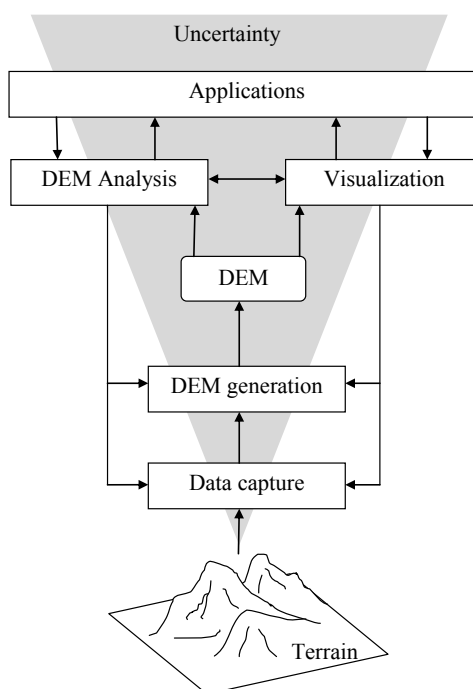 Uncertainty
Applications
DEM Analysis
Visualization
DEM
DEM generation
Data capture
Terrain